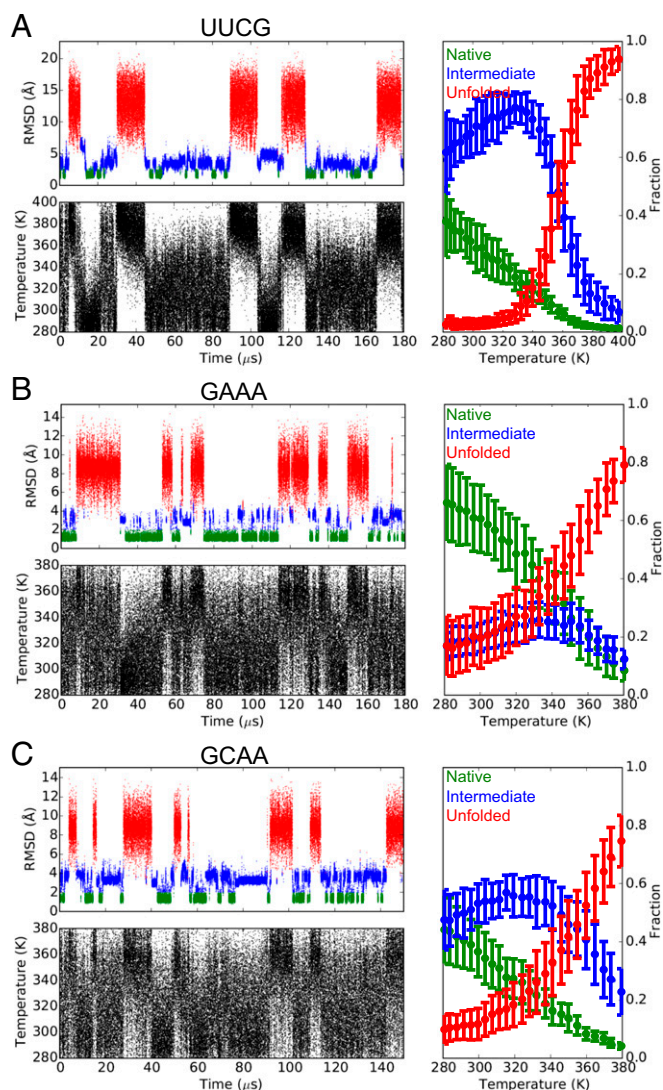 A
UUCG
RMSD (Å)
20
15
10
5
0
Temperature (K)
400
380
360
340
320
300
280
0 20 40 60 80 100 120 140 160 180
Time (μs)
Native
Intermediate
Unfolded
1.0
0.8
0.6
0.4
0.2
0.0
Fraction
280 300 320 340 360 380 400
Temperature (K)
B
GAAA
RMSD (Å)
14
12
10
8
6
4
2
0
Temperature (K)
380
360
340
320
300
280
0 20 40 60 80 100 120 140 160 180
Time (μs)
Native
Intermediate
Unfolded
1.0
0.8
0.6
0.4
0.2
0.0
Fraction
280 300 320 340 360 380
Temperature (K)
C
GCAA
RMSD (Å)
14
12
10
8
6
4
2
0
Temperature (K)
380
360
340
320
300
280
0 20 40 60 80 100 120 140
Time (μs)
Native
Intermediate
Unfolded
1.0
0.8
0.6
0.4
0.2
0.0
Fraction
280 300 320 340 360 380
Temperature (K)